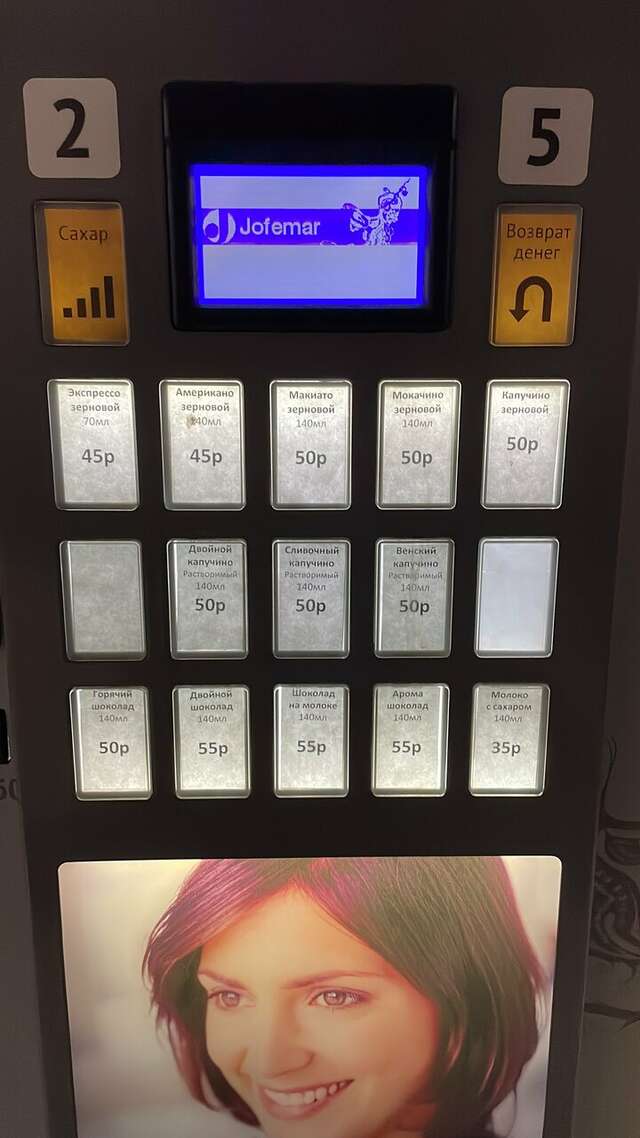 2
5
Jofemar
Сахар
Возврат
денег
Экспрессо
зерновой
70мл
45р
Американо
зерновой
140мл
45р
Макиато
зерновой
140мл
50р
Мокачино
зерновой
140мл
50р
Капучино
зерновой
50р
Двойной
капучино
Растворимый
140мл
50р
Сливочный
капучино
Растворимый
140мл
50р
Венский
капучино
Растворимый
140мл
50р
Горячий
шоколад
140мл
50р
Двойной
шоколад
140мл
55р
Шоколад
на молоке
140мл
55р
Арома
шоколад
140мл
55р
Молоко
с сахаром
140мл
35р